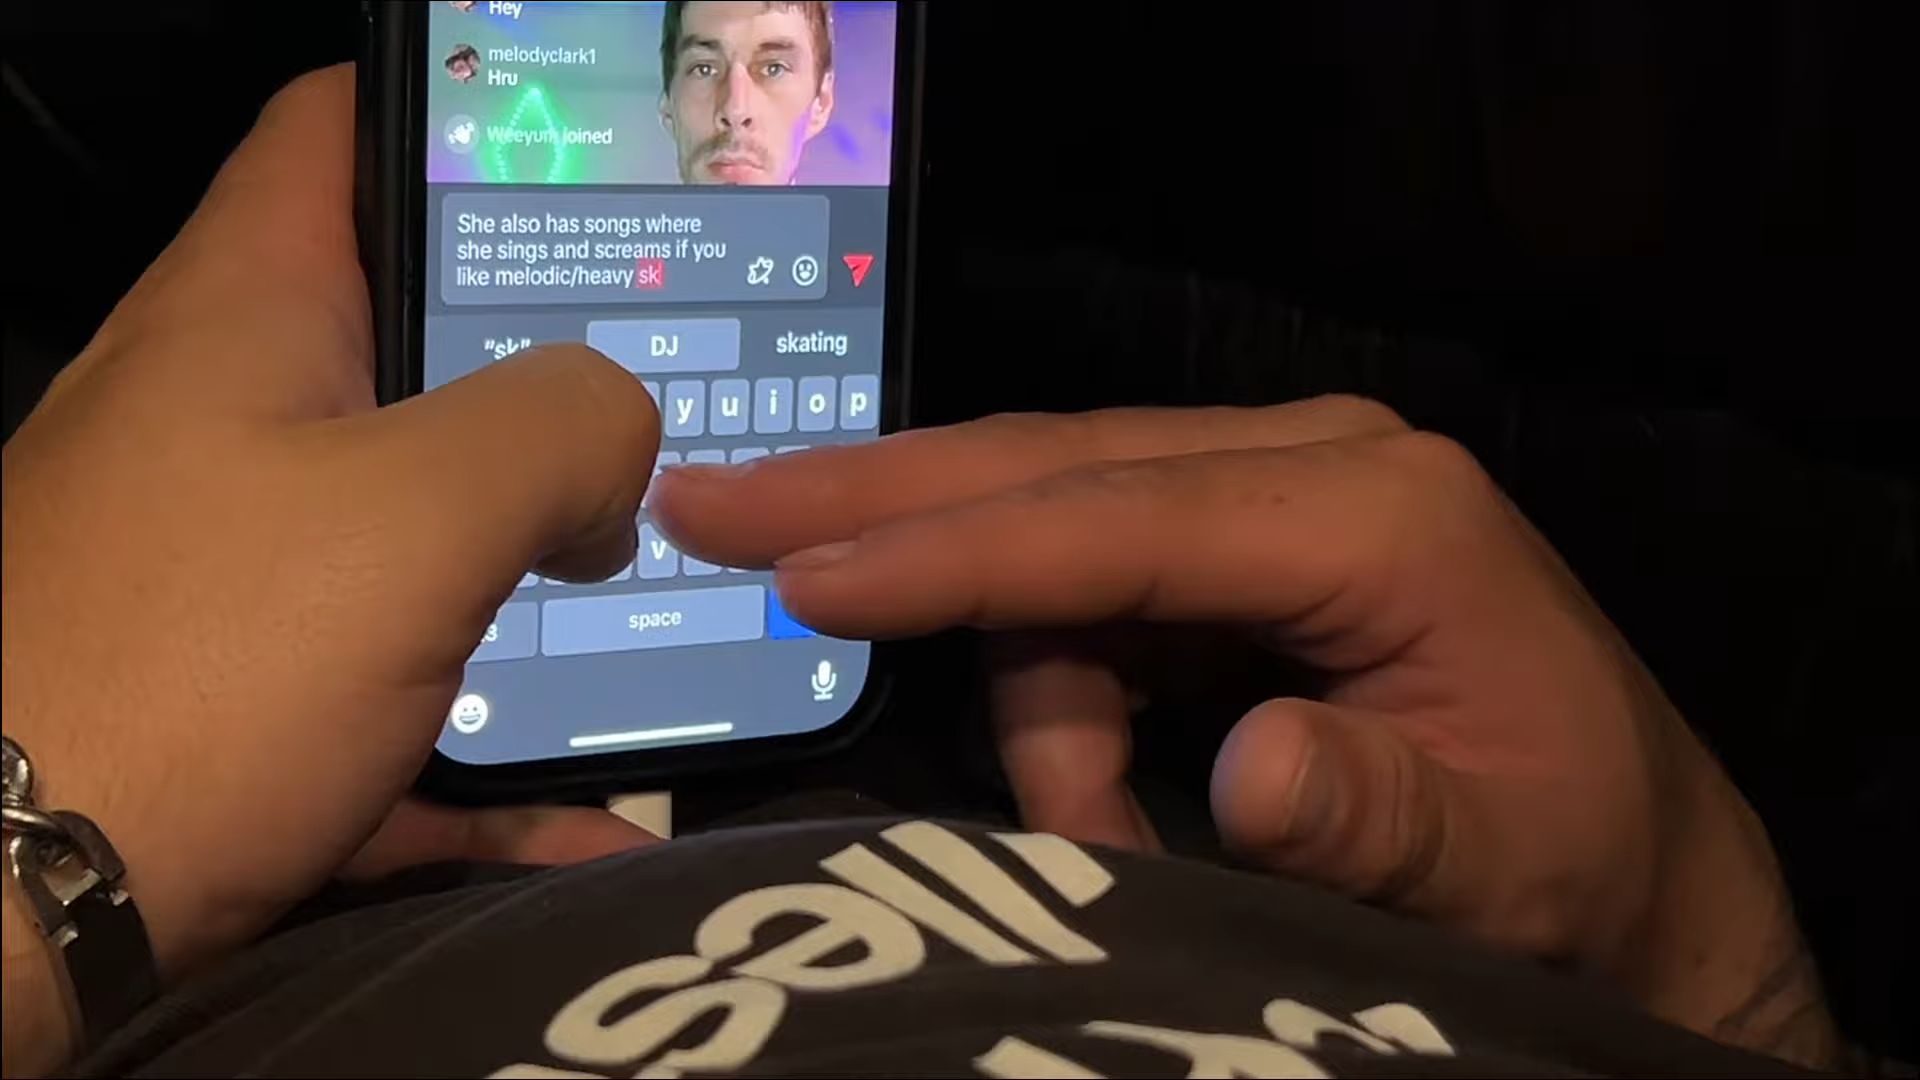 Hey
melodyclark1
Hru
Weeyum joined
She also has songs where
she sings and screams if you
like melodic/heavy sk
"sk" DJ skating
y u i o p
v
space